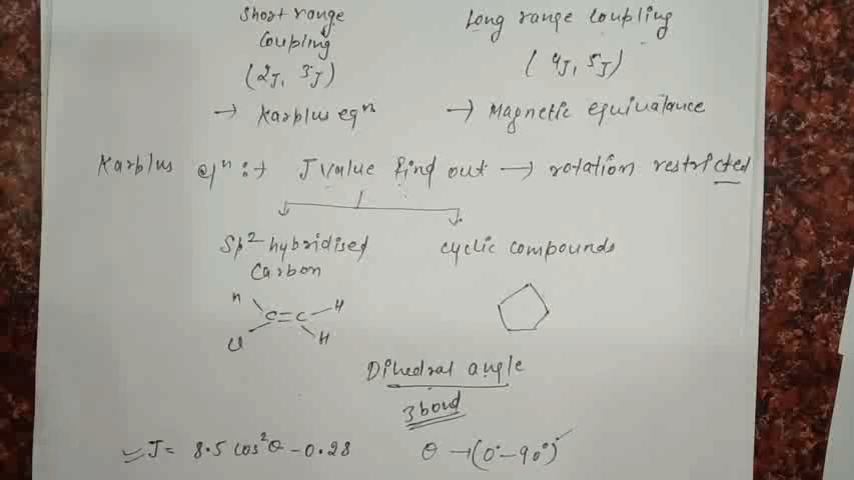 Short range Long range coupling
Coupling
(2J, 3J) (4J, 5J)
→ Karplus eqⁿ → Magnetic equivalance
Karplus eqⁿ :→ J value find out → rotation restricted
Sp² hybridised cyclic compounds
Carbon
H C=C H
Cl H
Dihedral angle
3 bond
J= 8.5 cos²θ - 0.28 θ → (0° - 90°)